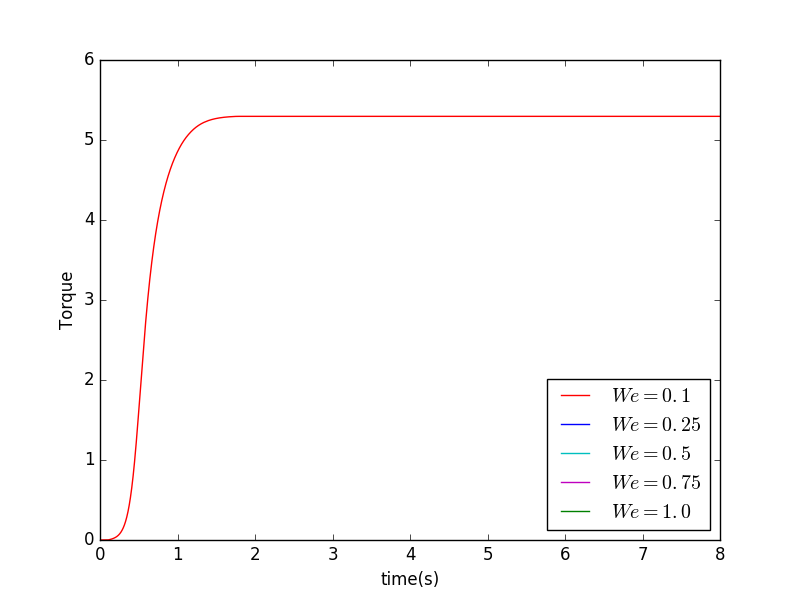 6
5
4
3
2
1
0
Torque
0 1 2 3 4 5 6 7 8
time(s)
We = 0.1
We = 0.25
We = 0.5
We = 0.75
We = 1.0